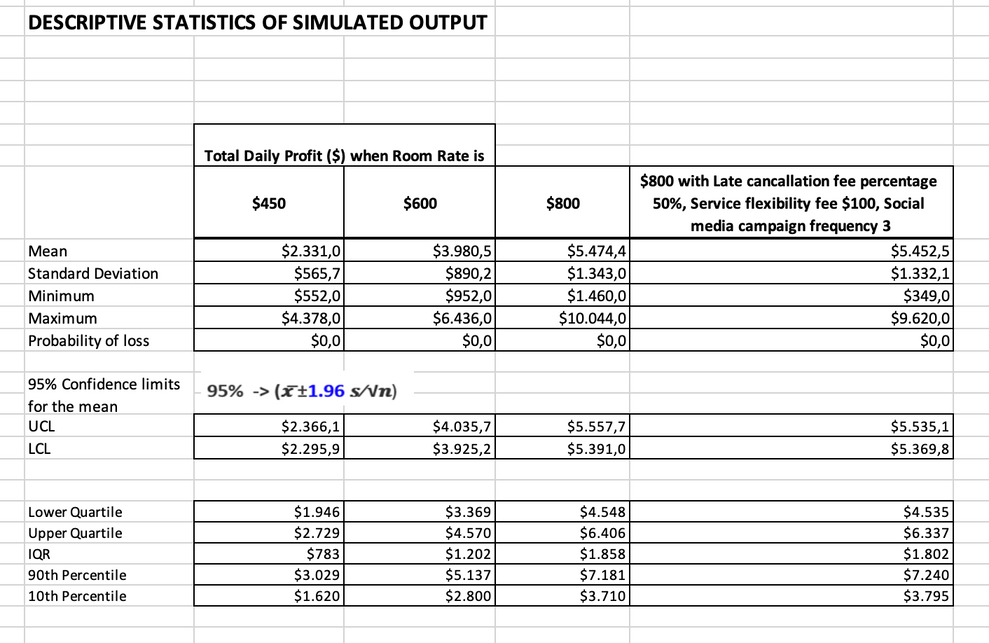 DESCRIPTIVE STATISTICS OF SIMULATED OUTPUT
Total Daily Profit ($) when Room Rate is
$450 $600 $800 $800 with Late cancallation fee percentage
50%, Service flexibility fee $100, Social
media campaign frequency 3
Mean $2.331,0 $3.980,5 $5.474,4 $5.452,5
Standard Deviation $565,7 $890,2 $1.343,0 $1.332,1
Minimum $552,0 $952,0 $1.460,0 $349,0
Maximum $4.378,0 $6.436,0 $10.044,0 $9.620,0
Probability of loss $0,0 $0,0 $0,0 $0,0
95% Confidence limits
for the mean
95% -> (x̅±1.96 s/√n)
UCL $2.366,1 $4.035,7 $5.557,7 $5.535,1
LCL $2.295,9 $3.925,2 $5.391,0 $5.369,8
Lower Quartile $1.946 $3.369 $4.548 $4.535
Upper Quartile $2.729 $4.570 $6.406 $6.337
IQR $783 $1.202 $1.858 $1.802
90th Percentile $3.029 $5.137 $7.181 $7.240
10th Percentile $1.620 $2.800 $3.710 $3.795